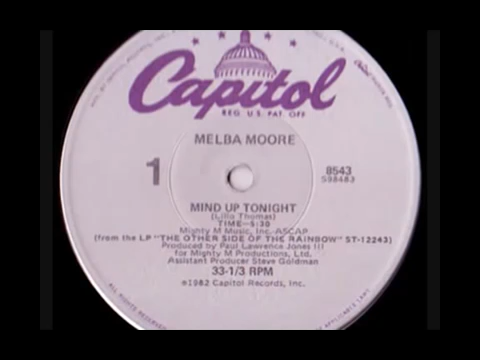 Capitol
REG. U.S. PAT. OFF.
MELBA MOORE
1
8543
MIND UP TONIGHT
(Lillo Thomas)
TIME—5:30
Mighty M Music, Inc.-ASCAP
(from the LP "THE OTHER SIDE OF THE RAINBOW" ST-12243)
Produced by Paul Lawrence Jones III
for Mighty M Productions, Ltd.
Assistant Producer Steve Goldman
33-1/3 RPM
©1982 Capitol Records, Inc.